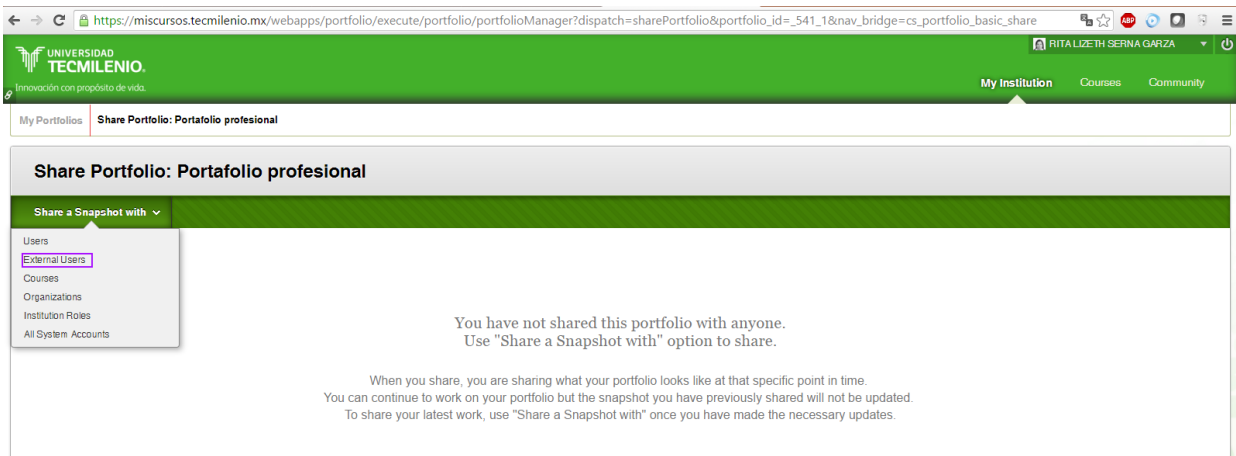 https://miscursos.tecmilenio.mx/webapps/portfolio/execute/portfolio/portfolioManager?dispatch=sharePortfolio&portfolio_id=_541_1&nav_bridge=cs_portfolio_basic_share
ABP
UNIVERSIDAD
TECMILENIO.
Innovación con propósito de vida.
RITA LIZETH SERNA GARZA
My Institution Courses Community
My Portfolios Share Portfolio: Portafolio profesional
Share Portfolio: Portafolio profesional
Share a Snapshot with
Users
External Users
Courses
Organizations
Institution Roles
All System Accounts
You have not shared this portfolio with anyone.
Use "Share a Snapshot with" option to share.
When you share, you are sharing what your portfolio looks like at that specific point in time.
You can continue to work on your portfolio but the snapshot you have previously shared will not be updated.
To share your latest work, use "Share a Snapshot with" once you have made the necessary updates.